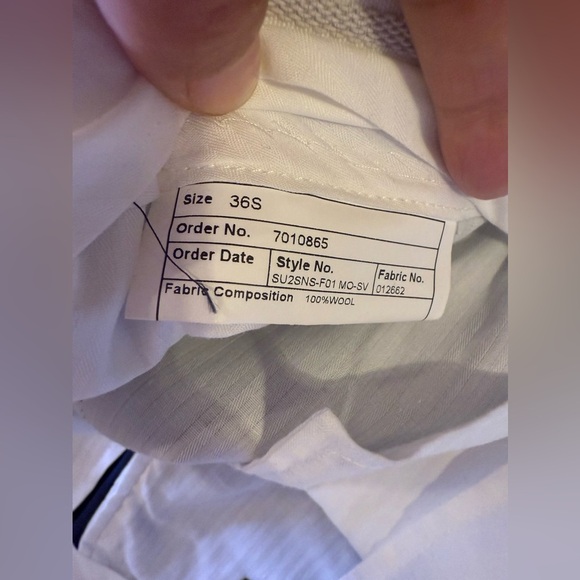 Size 36S
Order No. 7010865
Order Date Style No. Fabric No.
SU2SNS-F01 MO-SV 012662
Fabric Composition 100%WOOL